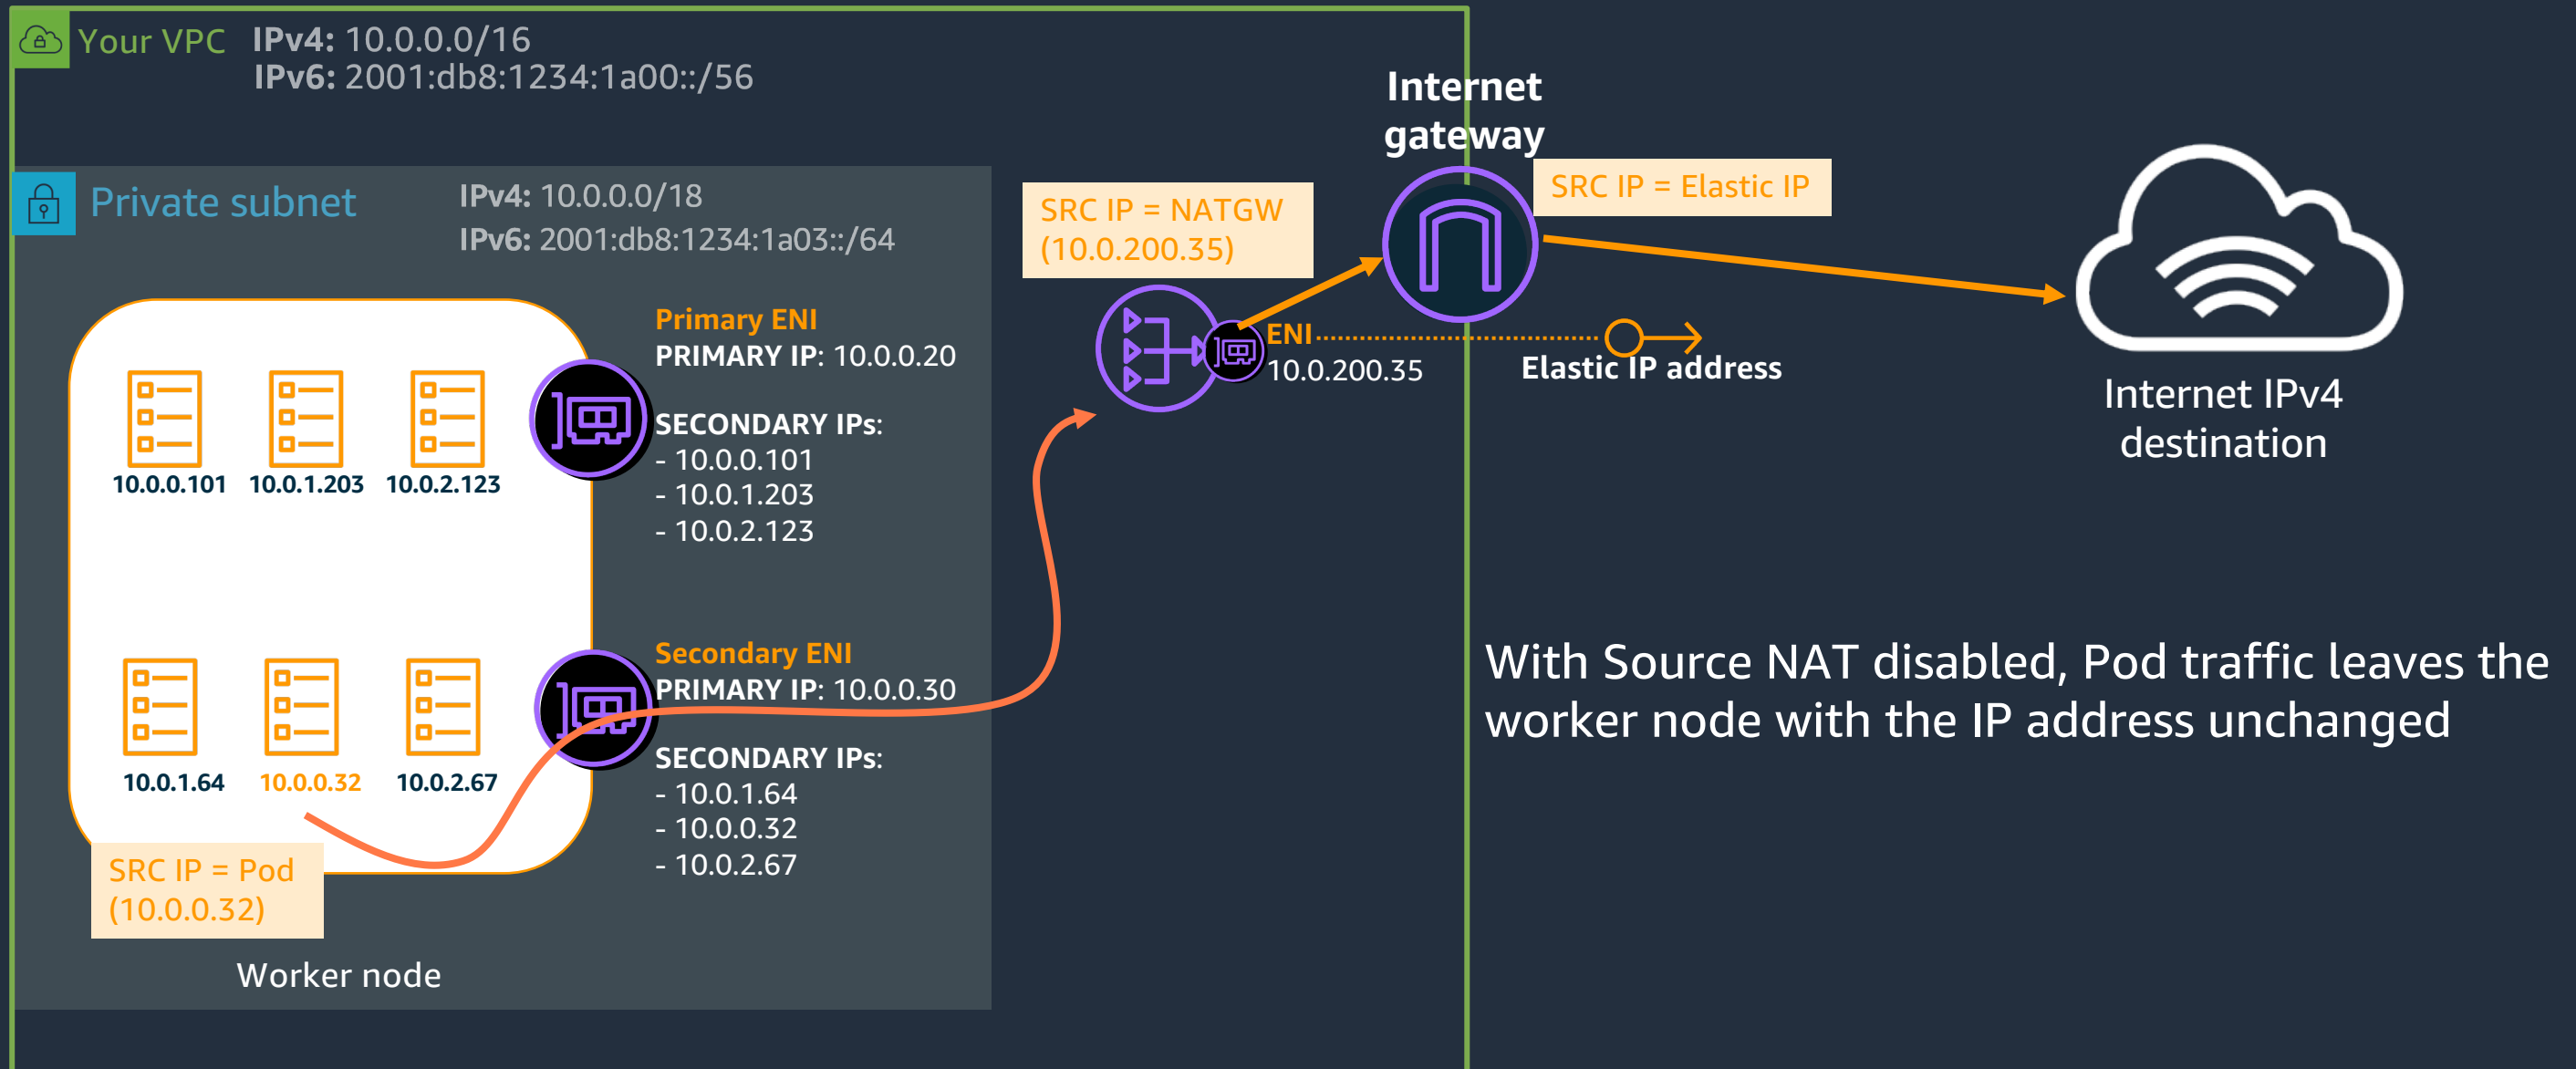 Your VPC
IPv4: 10.0.0.0/16
IPv6: 2001:db8:1234:1a00::/56
Private subnet
IPv4: 10.0.0.0/18
IPv6: 2001:db8:1234:1a03::/64
10.0.0.101
10.0.1.203
10.0.2.123
Primary ENI
PRIMARY IP: 10.0.0.20
SECONDARY IPs:
- 10.0.0.101
- 10.0.1.203
- 10.0.2.123
10.0.1.64
10.0.0.32
10.0.2.67
Secondary ENI
PRIMARY IP: 10.0.0.30
SECONDARY IPs:
- 10.0.1.64
- 10.0.0.32
- 10.0.2.67
SRC IP = Pod
(10.0.0.32)
Worker node
SRC IP = NATGW
(10.0.200.35)
ENI
10.0.200.35
Internet
gateway
SRC IP = Elastic IP
Elastic IP address
Internet IPv4
destination
With Source NAT disabled, Pod traffic leaves the
worker node with the IP address unchanged